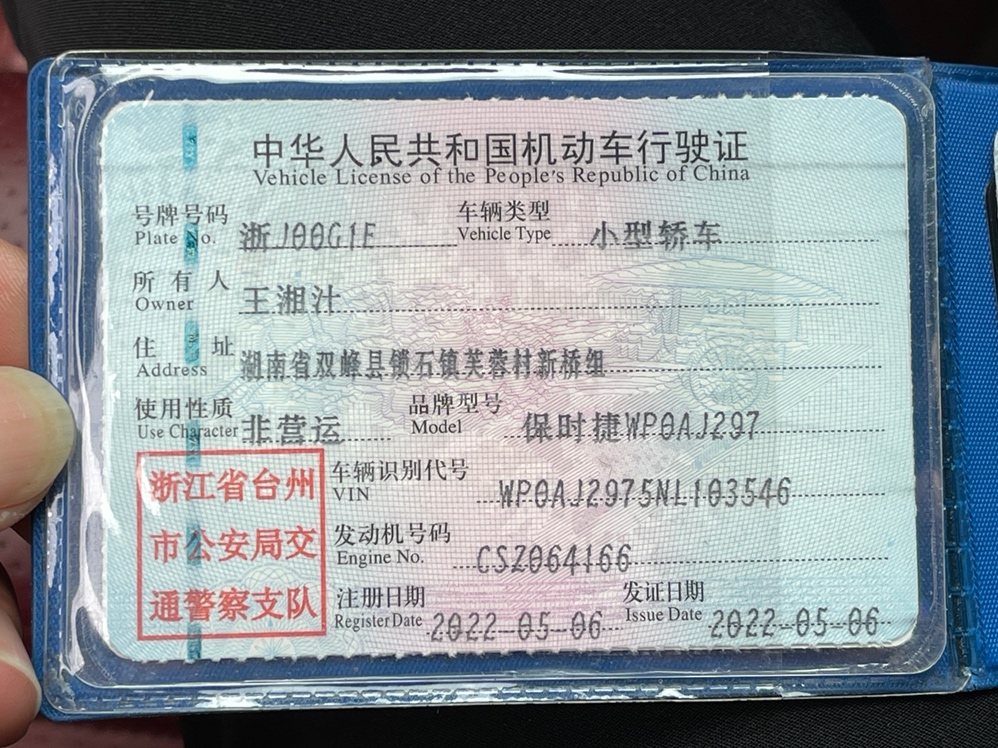 中华人民共和国机动车行驶证
Vehicle License of the People's Republic of China
号牌号码 浙J00G1F 车辆类型 小型轿车
Plate No. Vehicle Type
所有人 王湘汁
Owner
住址 湖南省双峰县锁石镇芙蓉村新桥组
Address
使用性质 非营运 品牌型号 保时捷WP0AJ297
Use Character Model
浙江省台州
市公安局交
通警察支队
车辆识别代号 WP0AJ2975NL103546
VIN
发动机号码 CSZ064166
Engine No.
注册日期 2022-05-06 发证日期 2022-05-06
Register Date Issue Date